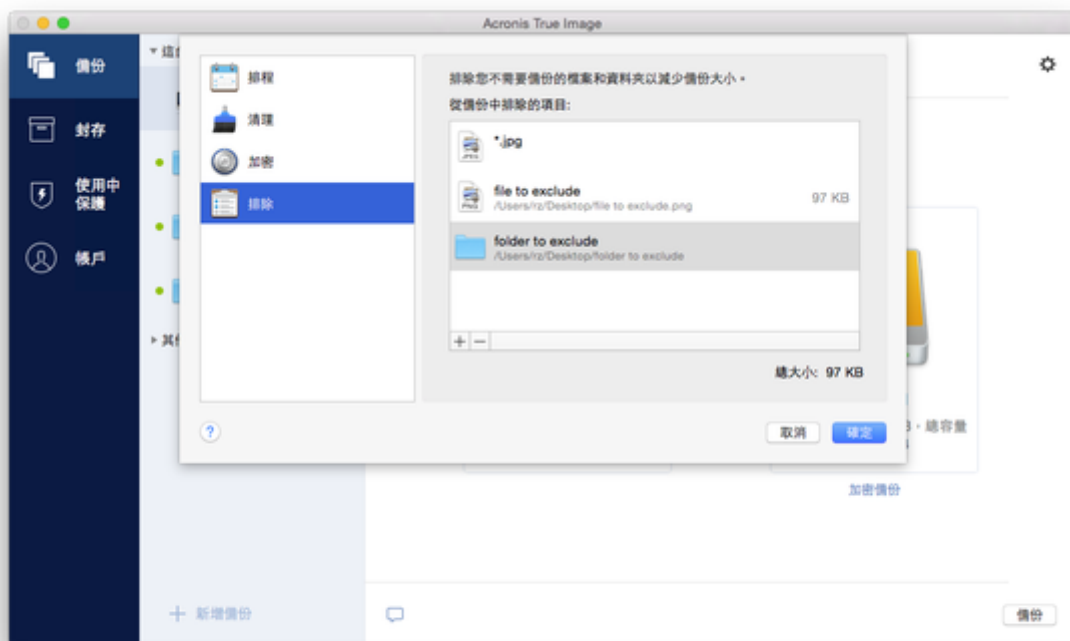 Acronis True Image
備份
封存
使用中
保護
帳戶
排程
清理
加密
排除
排除您不需要備份的檔案和資料夾以減少備份大小。
從備份中排除的項目:
*.jpg
file to exclude
/Users/rz/Desktop/file to exclude.png
97 KB
folder to exclude
/Users/rz/Desktop/folder to exclude
總大小: 97 KB
?
取消
確定
總容量
加密備份
新增備份
備份